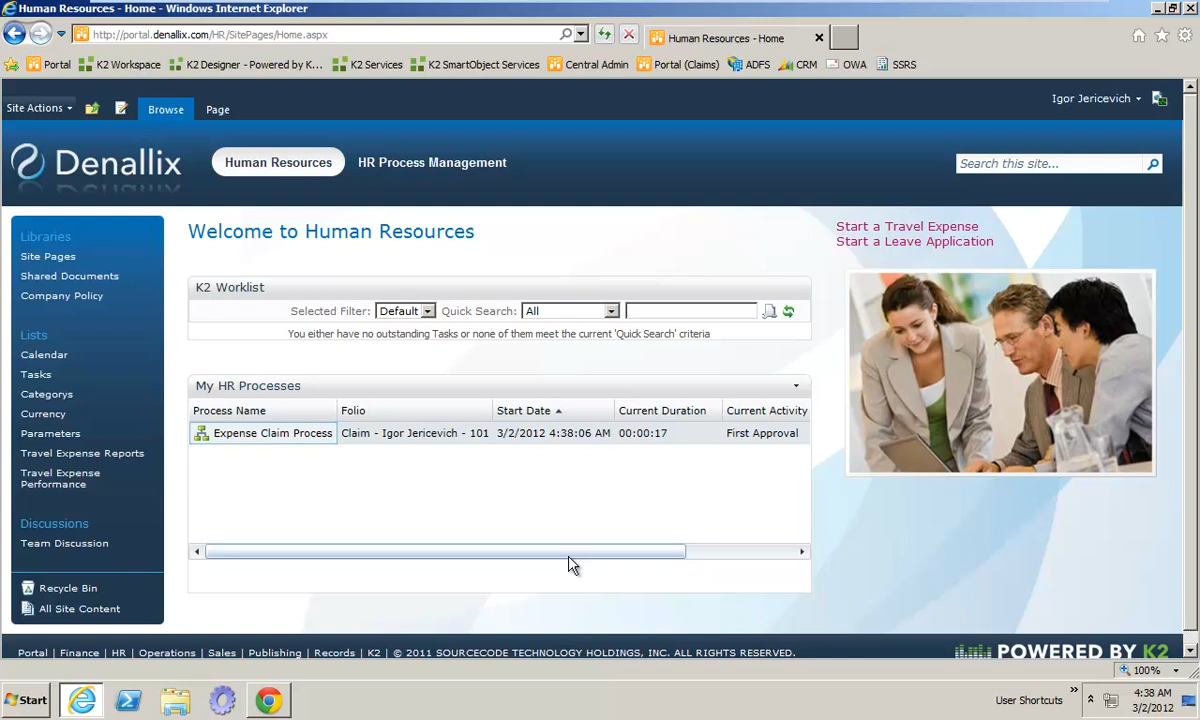 Human Resources - Home - Windows Internet Explorer
http://portal.denallix.com/HR/SitePages/Home.aspx
Human Resources - Home
Portal K2 Workspace K2 Designer - Powered by K... K2 Services K2 SmartObject Services Central Admin Portal (Claims) ADFS CRM OWA SSRS
Site Actions Browse Page Igor Jericevich
Denallix Human Resources HR Process Management Search this site...
Libraries
Site Pages
Shared Documents
Company Policy
Lists
Calendar
Tasks
Categorys
Currency
Parameters
Travel Expense Reports
Travel Expense
Performance
Discussions
Team Discussion
Recycle Bin
All Site Content
Welcome to Human Resources
K2 Worklist
Selected Filter: Default Quick Search: All
You either have no outstanding Tasks or none of them meet the current 'Quick Search' criteria
My HR Processes
Process Name Folio Start Date Current Duration Current Activity
Expense Claim Process Claim - Igor Jericevich - 101 3/2/2012 4:38:06 AM 00:00:17 First Approval
Start a Travel Expense
Start a Leave Application
Portal | Finance | HR | Operations | Sales | Publishing | Records | K2 | © 2011 SOURCECODE TECHNOLOGY HOLDINGS, INC. ALL RIGHTS RESERVED.
POWERED BY K2
100%
Start User Shortcuts 4:38 AM
3/2/2012